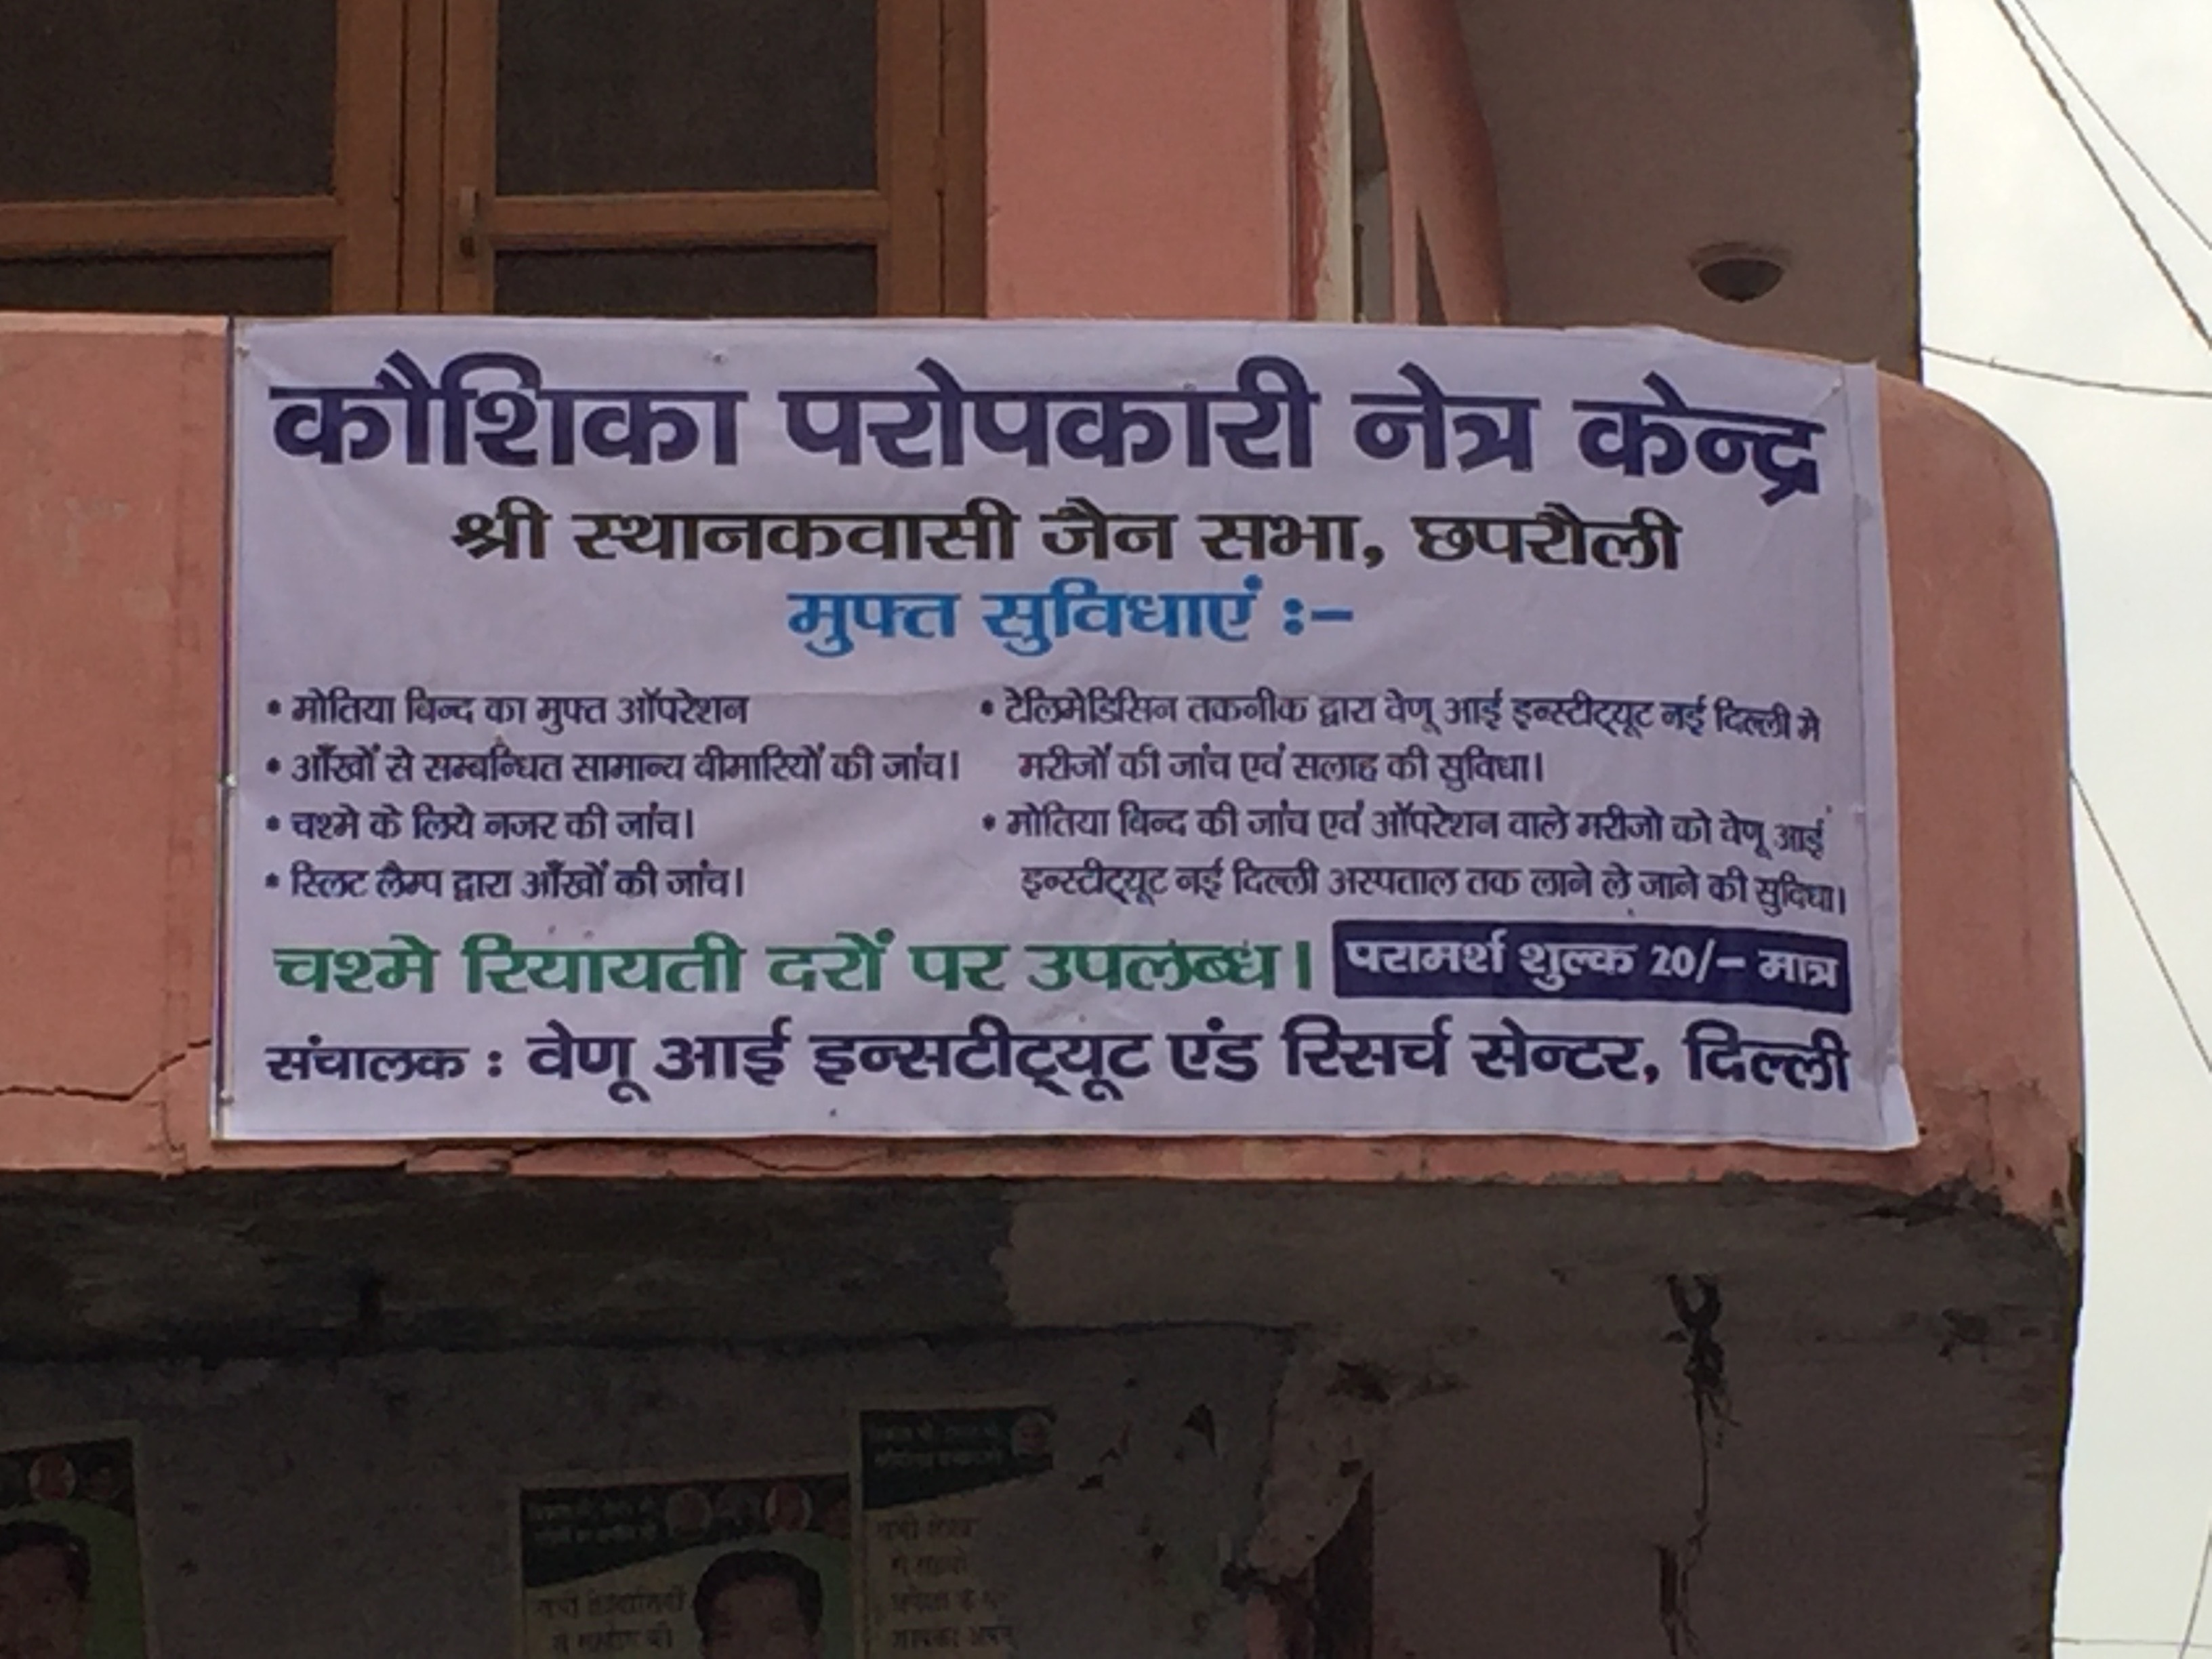 कौशिका परोपकारी नेत्र केन्द्र
श्री स्थानकवासी जैन सभा, छपरौली
मुफ्त सुविधाएं :–
• मोतिया बिन्द का मुफ्त ऑपरेशन
• आँखों से सम्बन्धित सामान्य बीमारियों की जांच।
• चश्मे के लिये नजर की जांच।
• स्लिट लैम्प द्वारा आँखों की जांच।
• टेलिमेडिसिन तकनीक द्वारा वेणू आई इन्स्टीट्यूट नई दिल्ली मे
मरीजों की जांच एवं सलाह की सुविधा।
• मोतिया बिन्द की जांच एवं ऑपरेशन वाले मरीजो को वेणू आई
इन्स्टीट्यूट नई दिल्ली अस्पताल तक लाने ले जाने की सुविधा।
चश्मे रियायती दरों पर उपलब्ध।
परामर्श शुल्क 20/– मात्र
संचालक : वेणू आई इन्सटीट्यूट एंड रिसर्च सेन्टर, दिल्ली